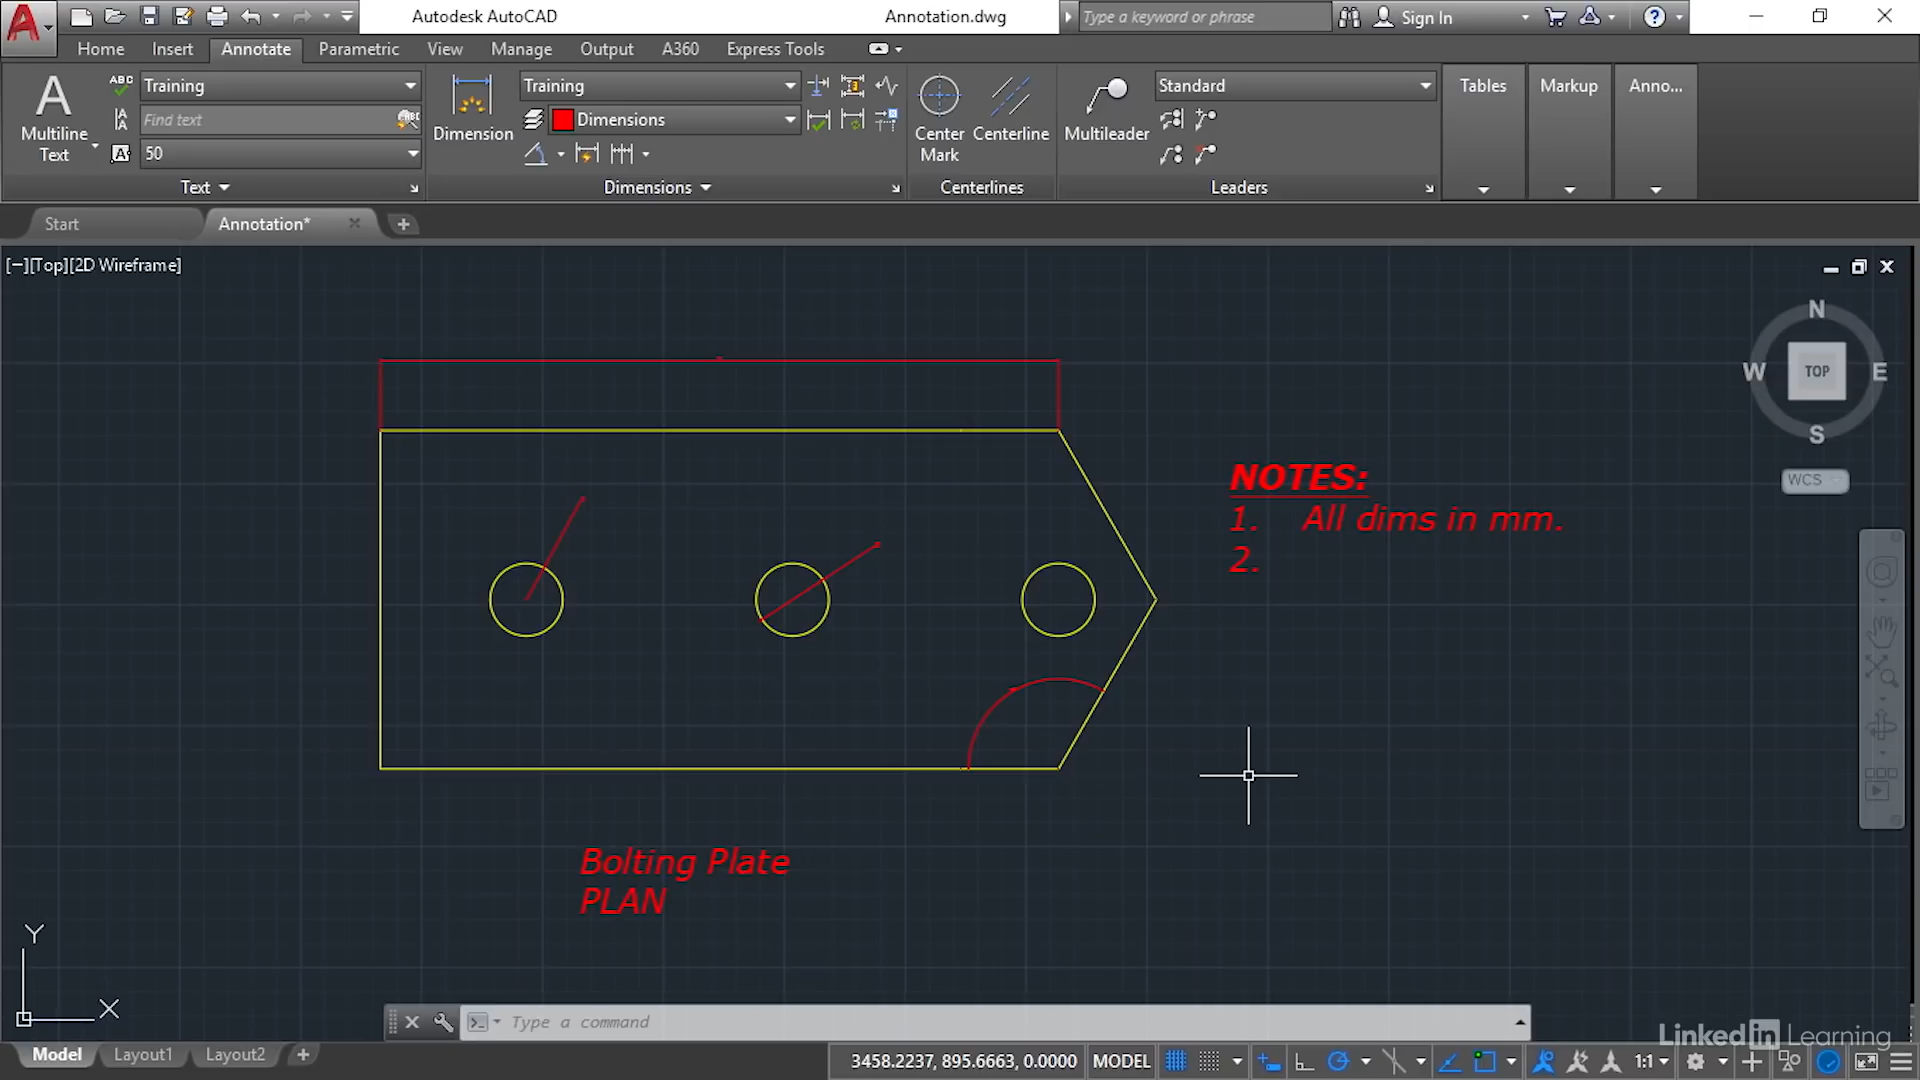 Autodesk AutoCAD
Annotation.dwg
Type a keyword or phrase
Sign In
Home
Insert
Annotate
Parametric
View
Manage
Output
A360
Express Tools
Multiline
Text
ABC
Training
Find text
50
Text
Dimension
Training
Dimensions
Dimensions
Center
Mark
Centerline
Centerlines
Multileader
Standard
Leaders
Tables
Markup
Anno...
Start
Annotation*
[−][Top][2D Wireframe]
N
W
TOP
E
S
WCS
NOTES:
1. All dims in mm.
2.
Bolting Plate
PLAN
Y
X
Type a command
LinkedIn Learning
Model
Layout1
Layout2
3458.2237, 895.6663, 0.0000
MODEL
1:1